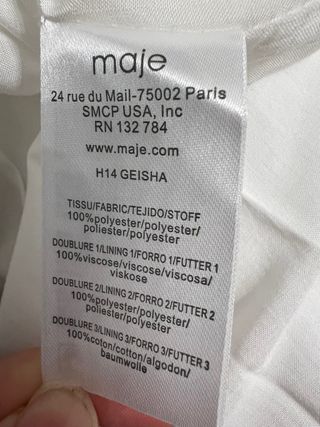 maje
24 rue du Mail-75002 Paris
SMCP USA, Inc
RN 132 784
www.maje.com
H14 GEISHA
TISSU/FABRIC/TEJIDO/STOFF
100%polyester/polyester/
poliester/polyester
DOUBLURE 1/LINING 1/FORRO 1/FUTTER 1
100%viscose/viscose/viscosa/
viskose
DOUBLURE 2/LINING 2/FORRO 2/FUTTER 2
100%polyester/polyester/
poliester/polyester
DOUBLURE 3/LINING 3/FORRO 3/FUTTER 3
100%coton/cotton/algodon/
baumwolle